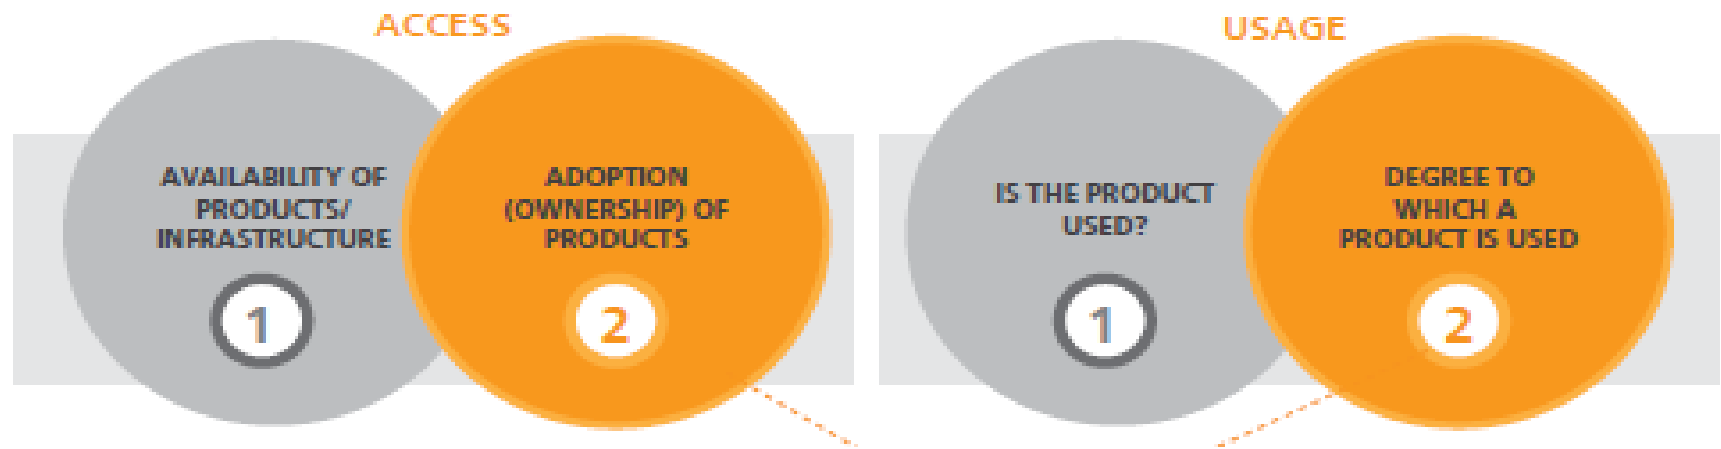 ACCESS
AVAILABILITY OF
PRODUCTS/
INFRASTRUCTURE
1
ADOPTION
(OWNERSHIP) OF
PRODUCTS
2
USAGE
IS THE PRODUCT
USED?
1
DEGREE TO
WHICH A
PRODUCT IS USED
2